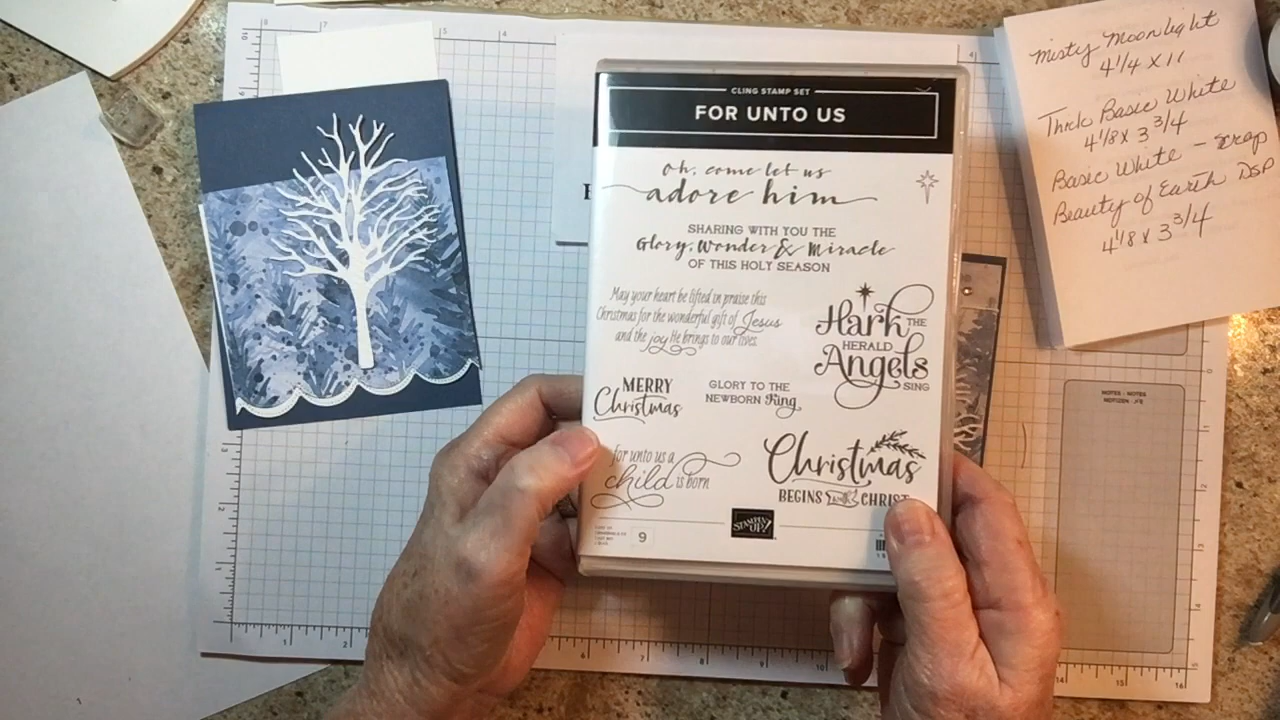 CLING STAMP SET
FOR UNTO US
oh, come let us
adore him
SHARING WITH YOU THE
Glory, Wonder & Miracle
OF THIS HOLY SEASON
May your heart be lifted in praise this
Christmas for the wonderful gift of Jesus
and the joy He brings to our lives.
Hark THE
HERALD
Angels
SING
MERRY
Christmas
GLORY TO THE
NEWBORN King
for unto us a
child is born
Christmas
BEGINS with CHRIST
STAMPIN' UP!
9
Misty Moonlight
4 1/4 x 11
Thick Basic White
4 1/8 x 3 3/4
Basic White - scrap
Beauty of Earth DSP
4 1/8 x 3 3/4
NOTES • NOTES